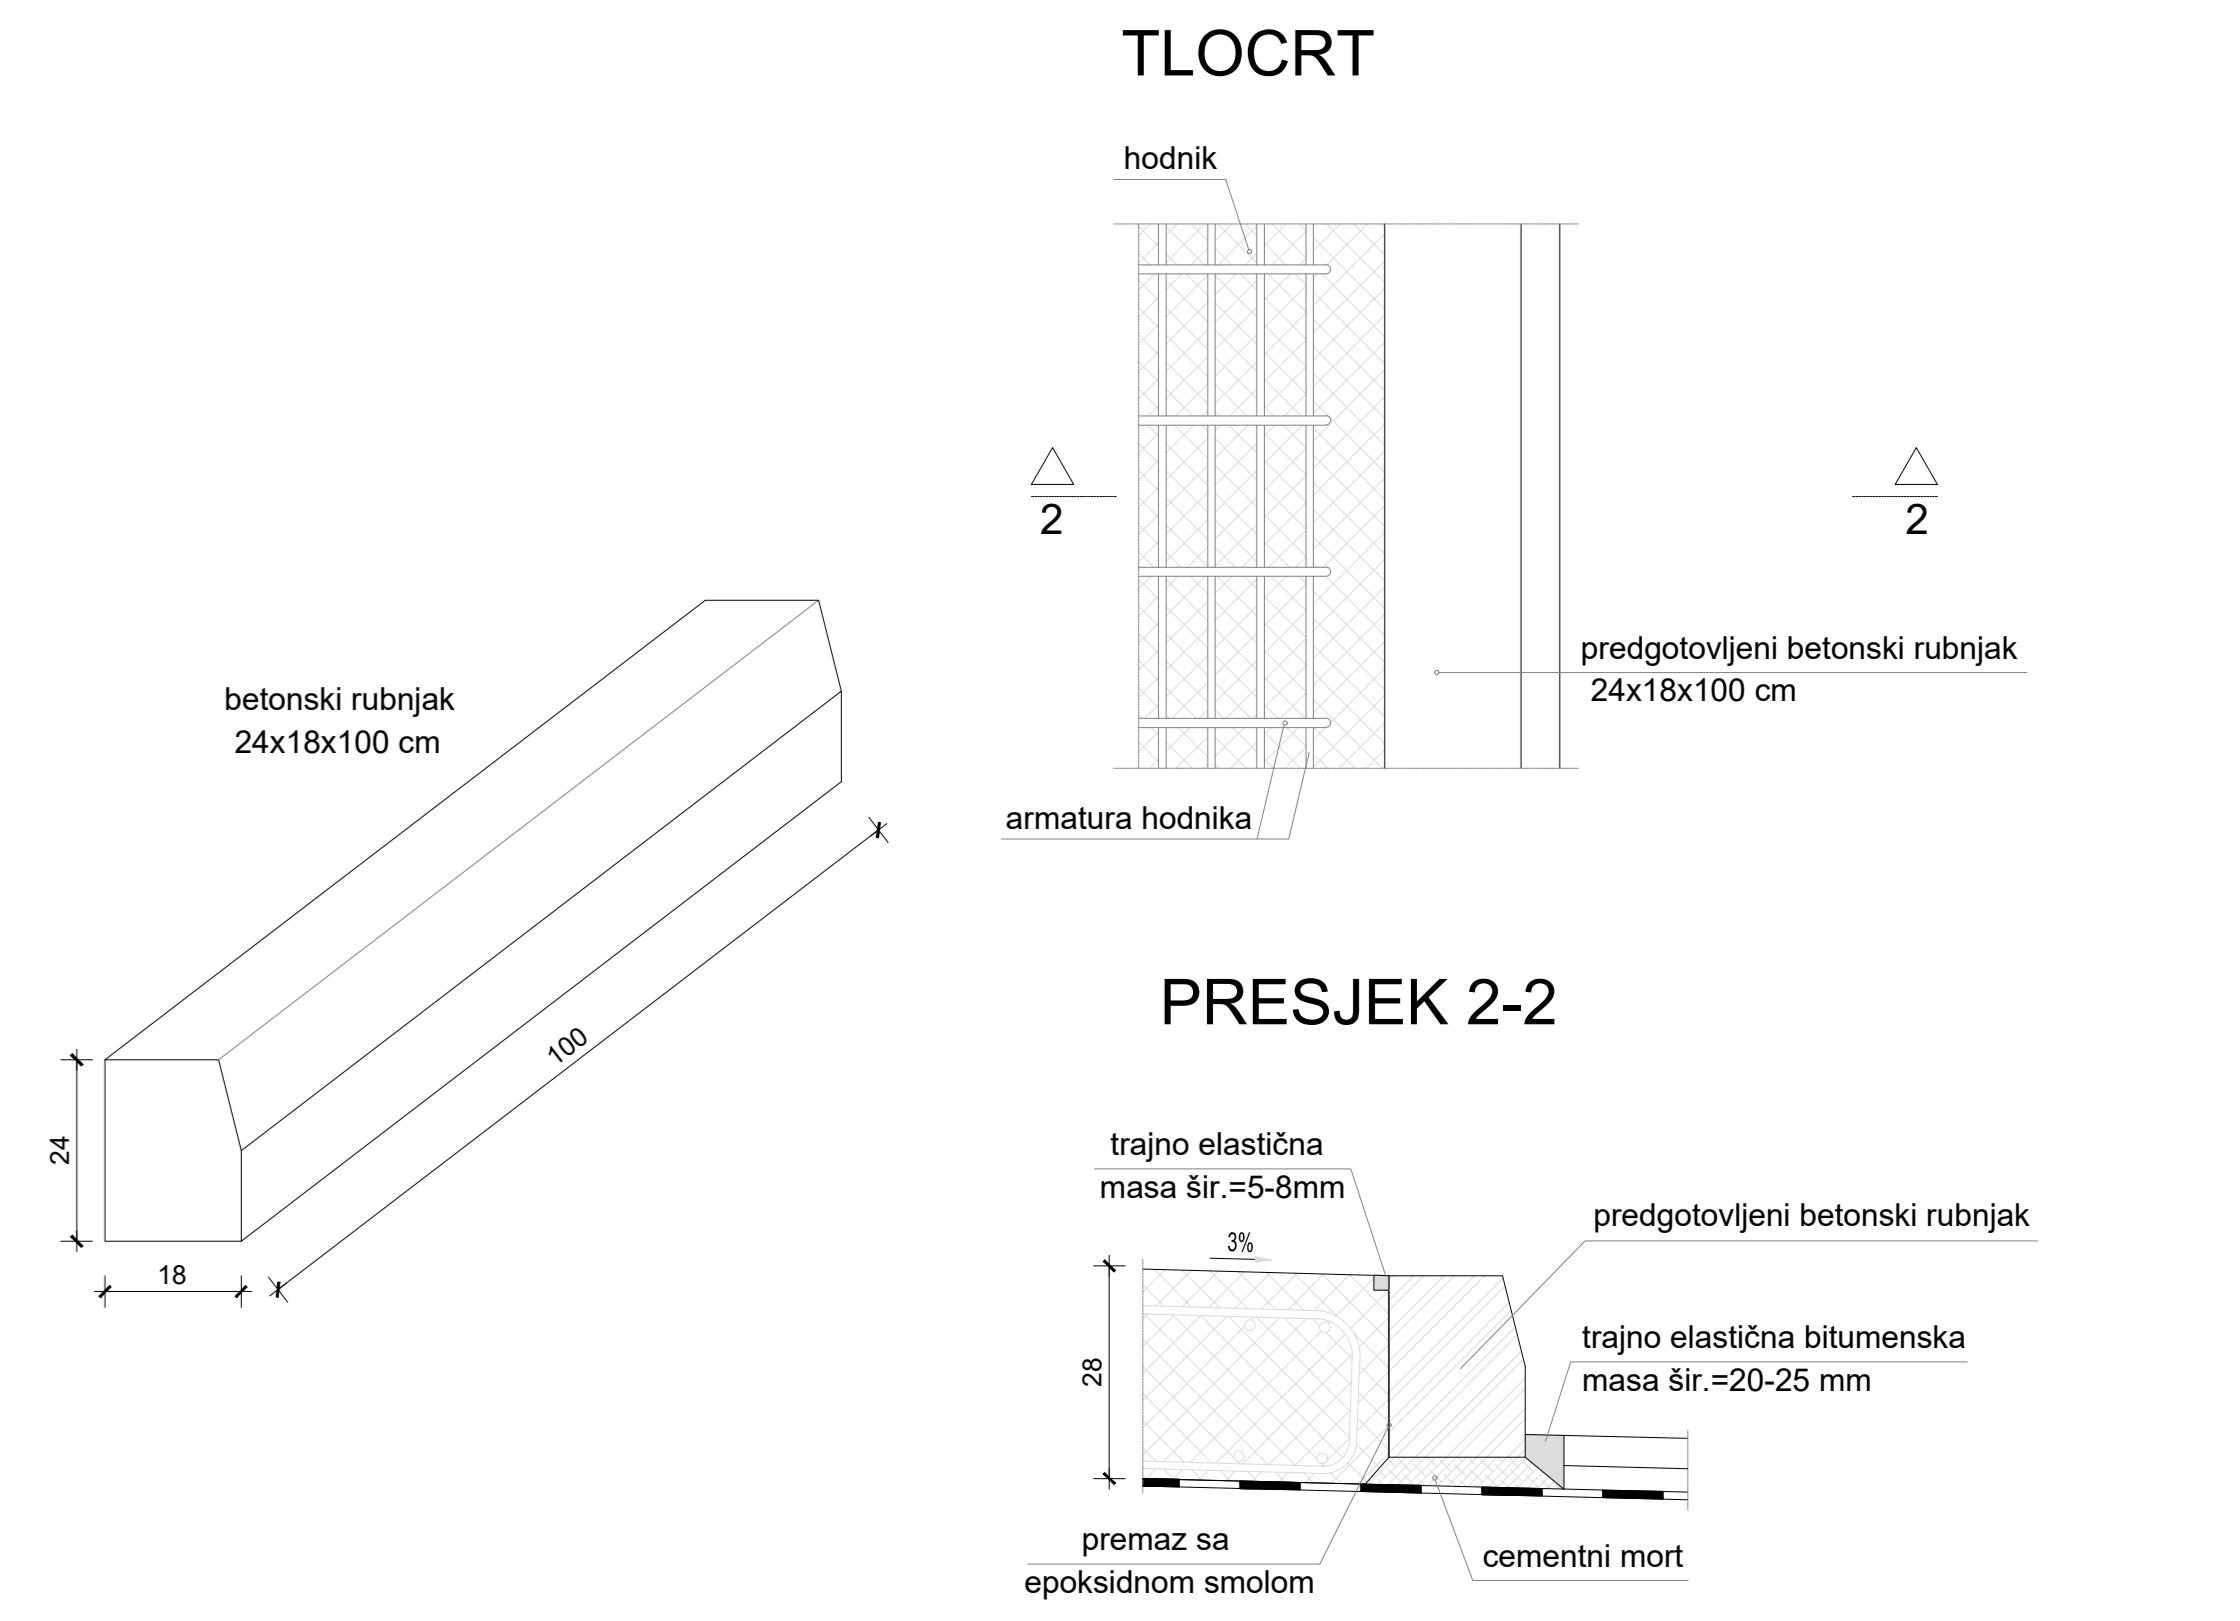 TLOCRT
hodnik
2
2
predgotovljeni betonski rubnjak
24x18x100 cm
armatura hodnika
betonski rubnjak
24x18x100 cm
24
18
100
PRESJEK 2-2
trajno elastična
masa šir.=5-8mm
3%
28
predgotovljeni betonski rubnjak
trajno elastična bitumenska
masa šir.=20-25 mm
premaz sa
epoksidnom smolom
cementni mort